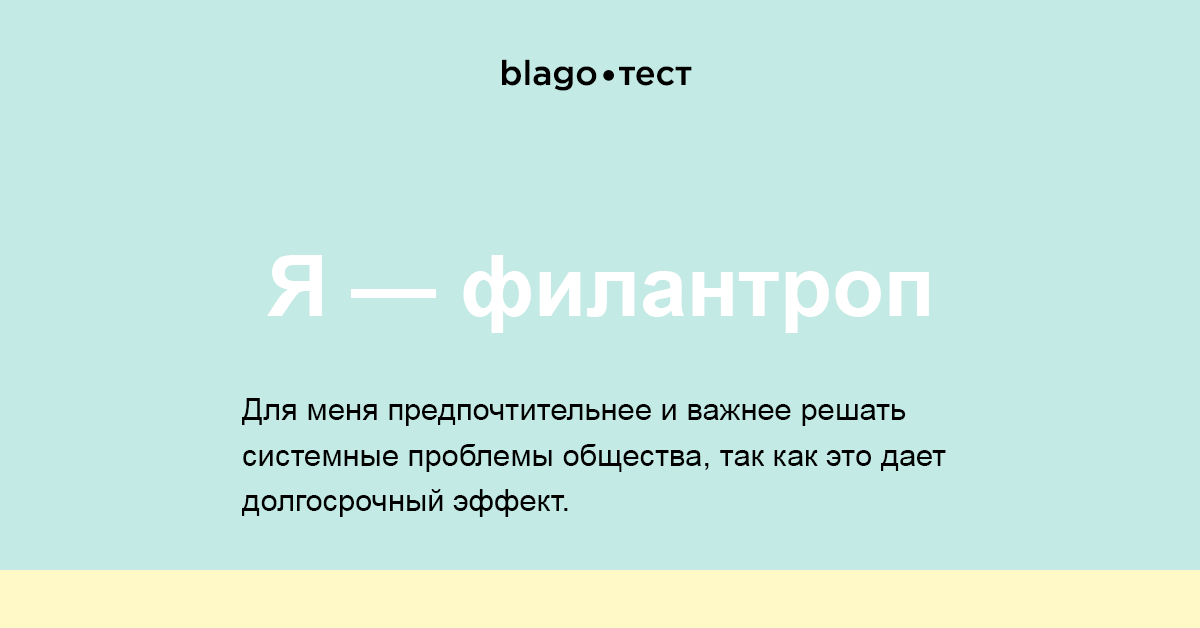 blago•тест
Я — филантроп
Для меня предпочтительнее и важнее решать
системные проблемы общества, так как это дает
долгосрочный эффект.